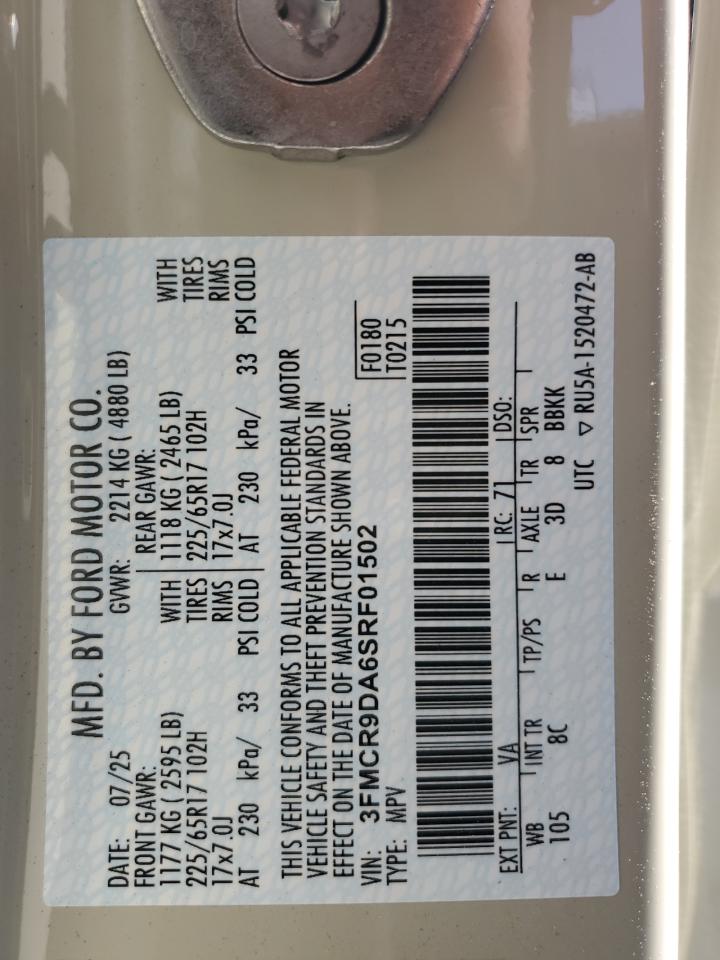 MFD. BY FORD MOTOR CO.
DATE: 07/25 GVWR: 2214 KG ( 4880 LB)
FRONT GAWR: REAR GAWR:
1177 KG ( 2595 LB) WITH 1118 KG ( 2465 LB) WITH
225/65R17 102H TIRES 225/65R17 102H TIRES
17x7.0J RIMS 17x7.0J RIMS
AT 230 kPa/ 33 PSI COLD AT 230 kPa/ 33 PSI COLD
THIS VEHICLE CONFORMS TO ALL APPLICABLE FEDERAL MOTOR
VEHICLE SAFETY AND THEFT PREVENTION STANDARDS IN
EFFECT ON THE DATE OF MANUFACTURE SHOWN ABOVE.
VIN: 3FMCR9DA6SRF01502 F0180
TYPE: MPV T0215
EXT PNT: VA RC: 71 DSO:
WB INT TR TP/PS R AXLE TR SPR
105 8C E 3D 8 BBKK
UTC ▽ RU5A-1520472-AB